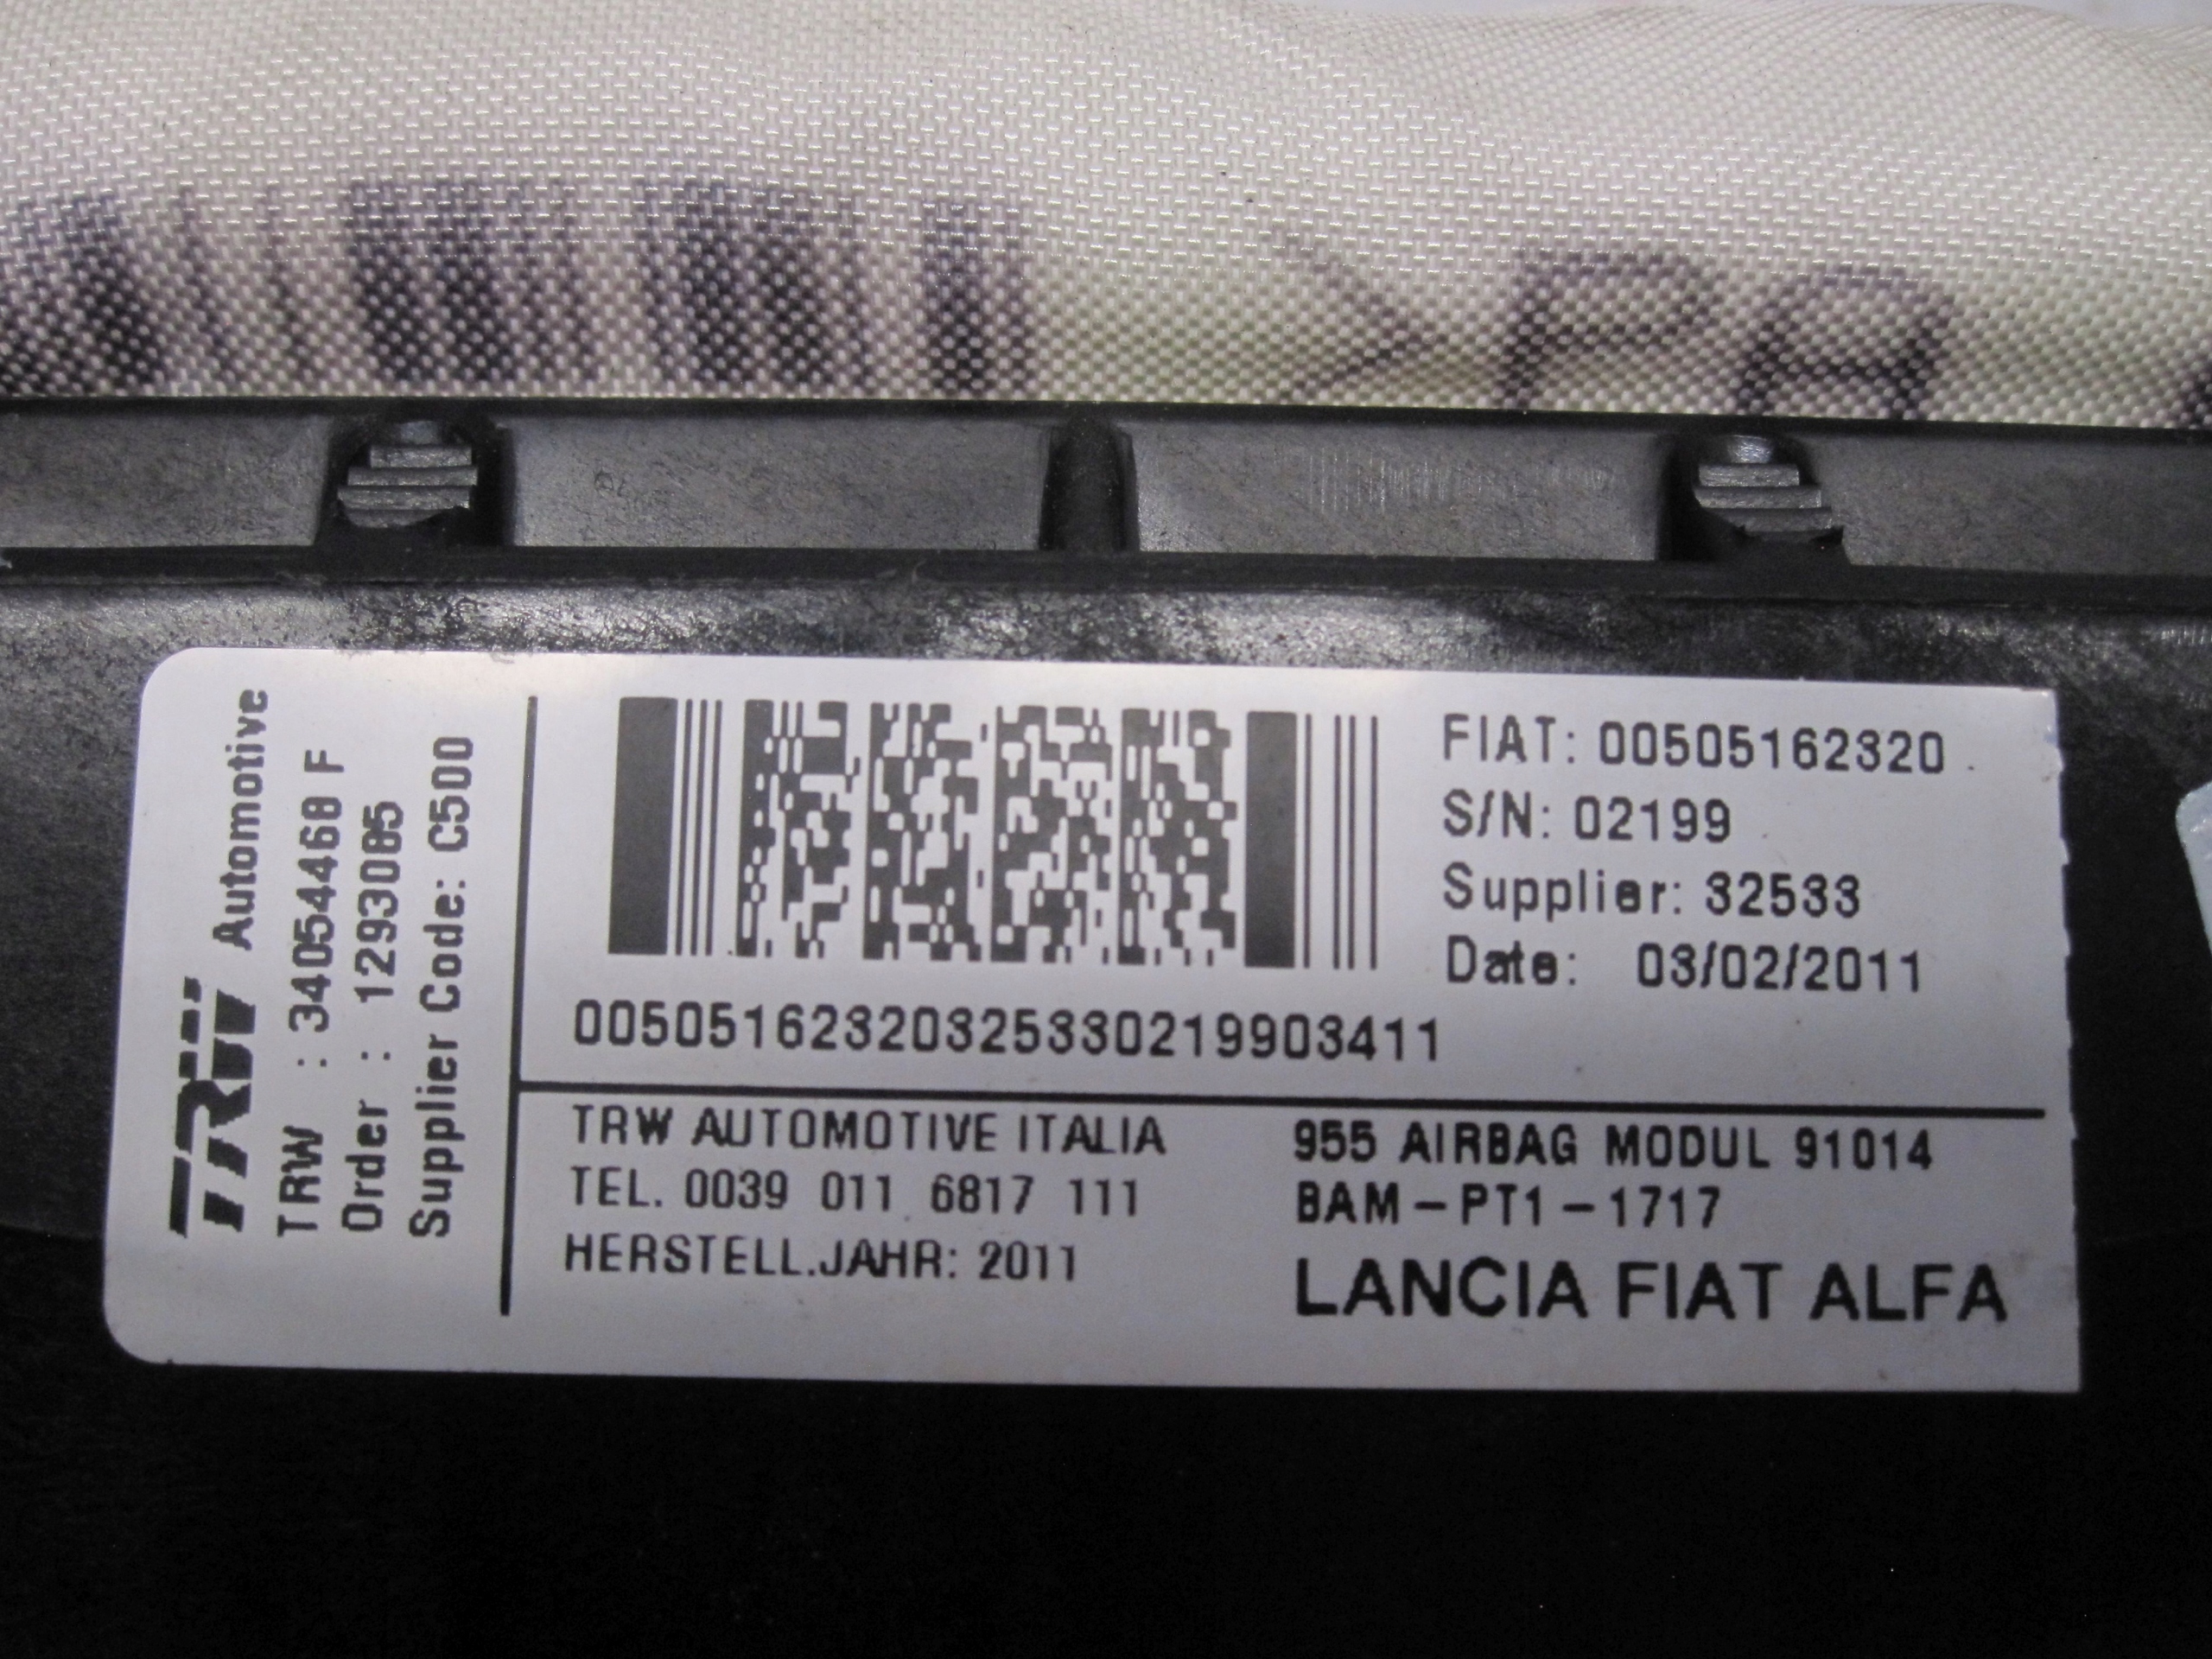 TRW Automotive
TRW : 34054468 F
Order : 12930085
Supplier Code: C500
FIAT: 00505162320
S/N: 02199
Supplier: 32533
Date: 03/02/2011
00505162320325330219903411
TRW AUTOMOTIVE ITALIA
TEL. 0039 011 6817 111
HERSTELL.JAHR: 2011
955 AIRBAG MODUL 91014
BAM-PT1-1717
LANCIA FIAT ALFA